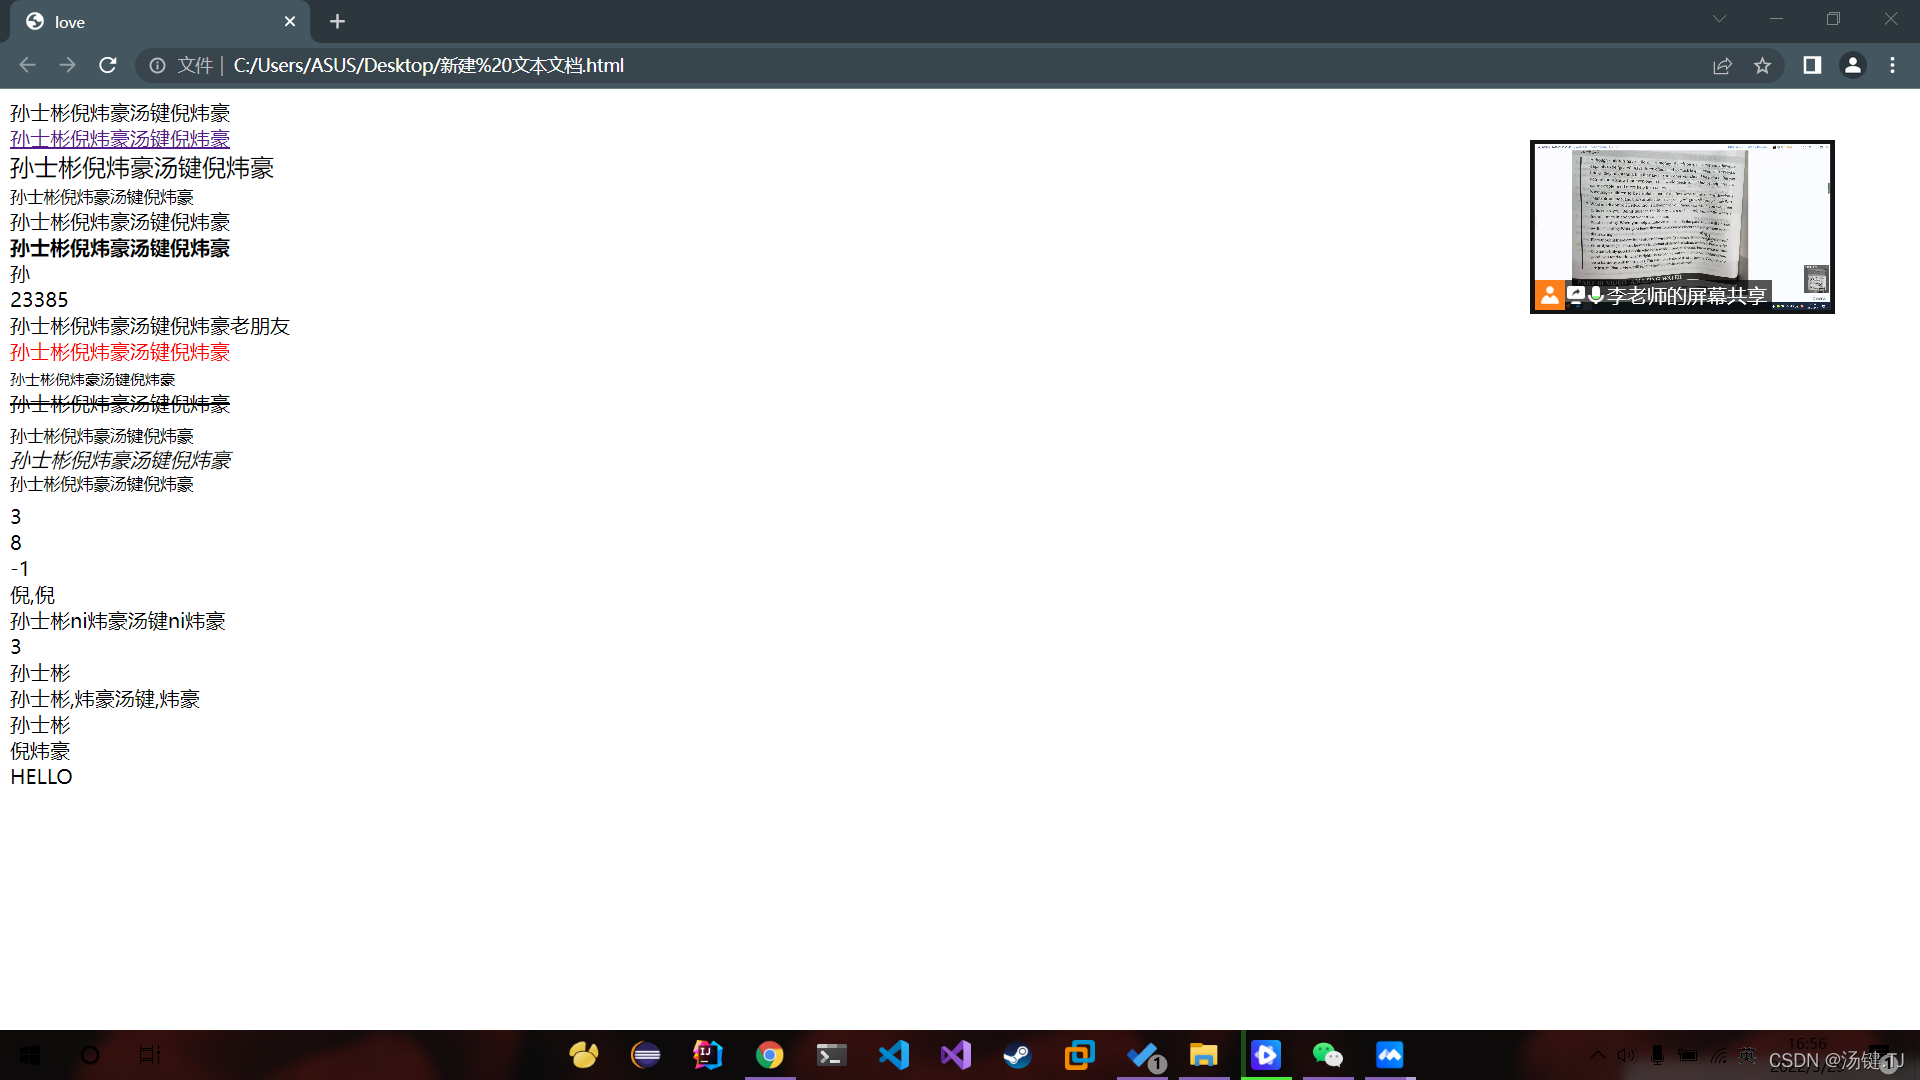 love
文件 | C:/Users/ASUS/Desktop/新建%20文本文档.html
孙士彬倪炜豪汤键倪炜豪
孙士彬倪炜豪汤键倪炜豪
孙士彬倪炜豪汤键倪炜豪
孙士彬倪炜豪汤键倪炜豪
孙士彬倪炜豪汤键倪炜豪
孙士彬倪炜豪汤键倪炜豪
孙
23385
孙士彬倪炜豪汤键倪炜豪老朋友
孙士彬倪炜豪汤键倪炜豪
孙士彬倪炜豪汤键倪炜豪
孙士彬倪炜豪汤键倪炜豪
孙士彬倪炜豪汤键倪炜豪
孙士彬倪炜豪汤键倪炜豪
孙士彬倪炜豪汤键倪炜豪
3
8
-1
倪,倪
孙士彬ni炜豪汤键ni炜豪
3
孙士彬
孙士彬,炜豪汤键,炜豪
孙士彬
倪炜豪
HELLO
李老师的屏幕共享
16:56
英
CSDN @汤键.TJ